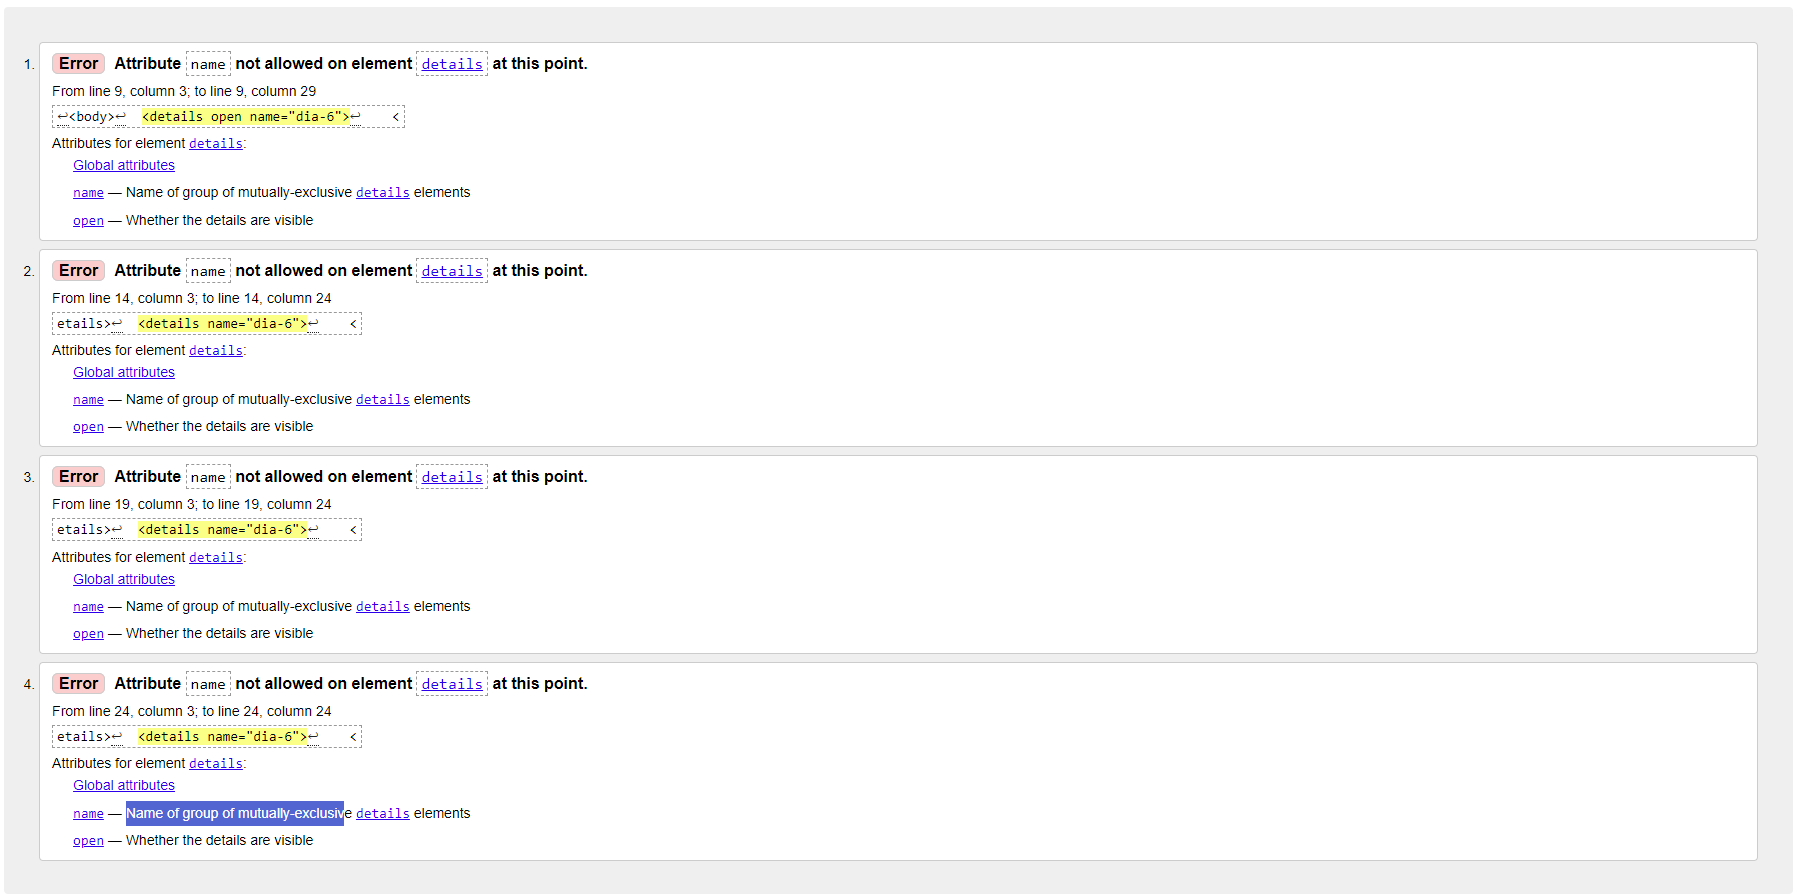 1. Error Attribute name not allowed on element details at this point.
From line 9, column 3; to line 9, column 29
↩<body>↩  <details open name="dia-6">↩    <
Attributes for element details:
Global attributes
name — Name of group of mutually-exclusive details elements
open — Whether the details are visible
2. Error Attribute name not allowed on element details at this point.
From line 14, column 3; to line 14, column 24
etails>↩  <details name="dia-6">↩    <
Attributes for element details:
Global attributes
name — Name of group of mutually-exclusive details elements
open — Whether the details are visible
3. Error Attribute name not allowed on element details at this point.
From line 19, column 3; to line 19, column 24
etails>↩  <details name="dia-6">↩    <
Attributes for element details:
Global attributes
name — Name of group of mutually-exclusive details elements
open — Whether the details are visible
4. Error Attribute name not allowed on element details at this point.
From line 24, column 3; to line 24, column 24
etails>↩  <details name="dia-6">↩    <
Attributes for element details:
Global attributes
name — Name of group of mutually-exclusive details elements
open — Whether the details are visible